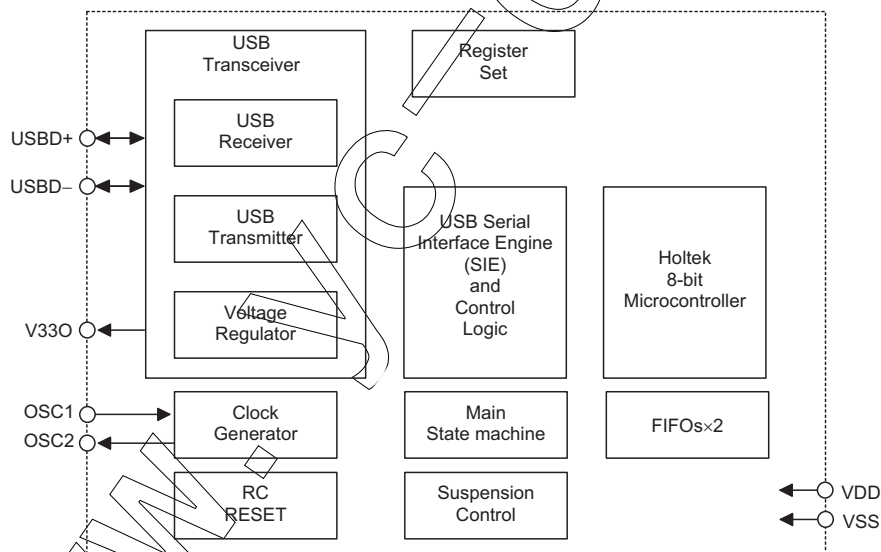 USB
Transceiver
Register
Set
USB
Receiver
USBD+
USBD−
USB
Transmitter
USB Serial
Interface Engine
(SIE)
and
Control
Logic
Holtek
8-bit
Microcontroller
Voltage
Regulator
V33O
OSC1
OSC2
Clock
Generator
Main
State machine
FIFOs×2
RC
RESET
Suspension
Control
VDD
VSS